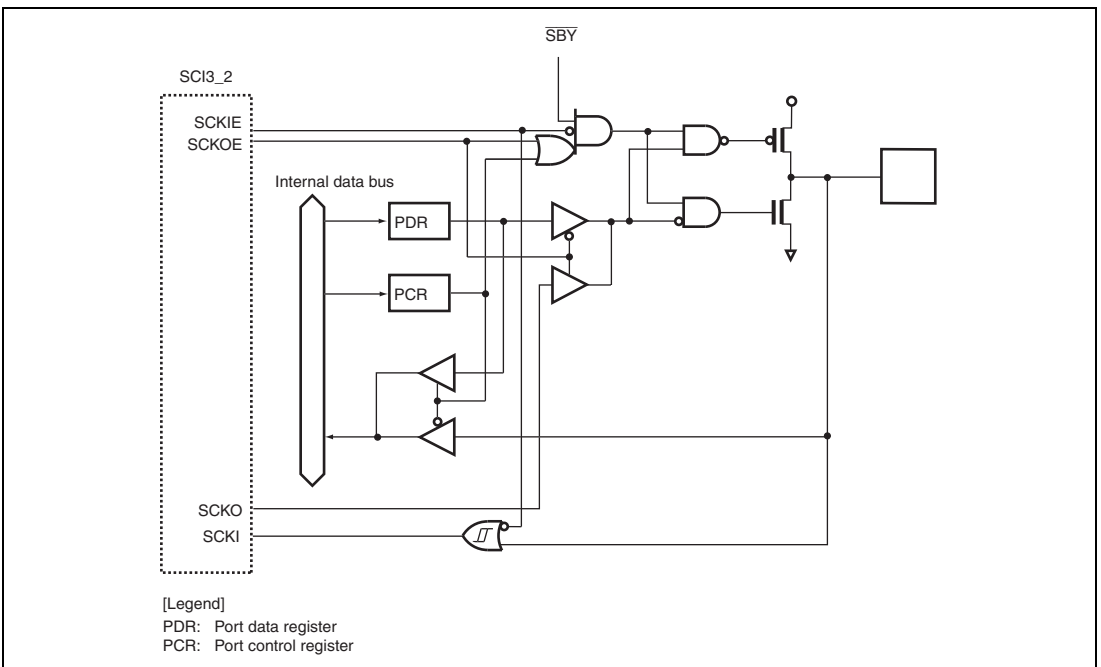 SBY
SCI3_2
SCKIE
SCKOE
Internal data bus
PDR
PCR
SCKO
SCKI
[Legend]
PDR: Port data register
PCR: Port control register